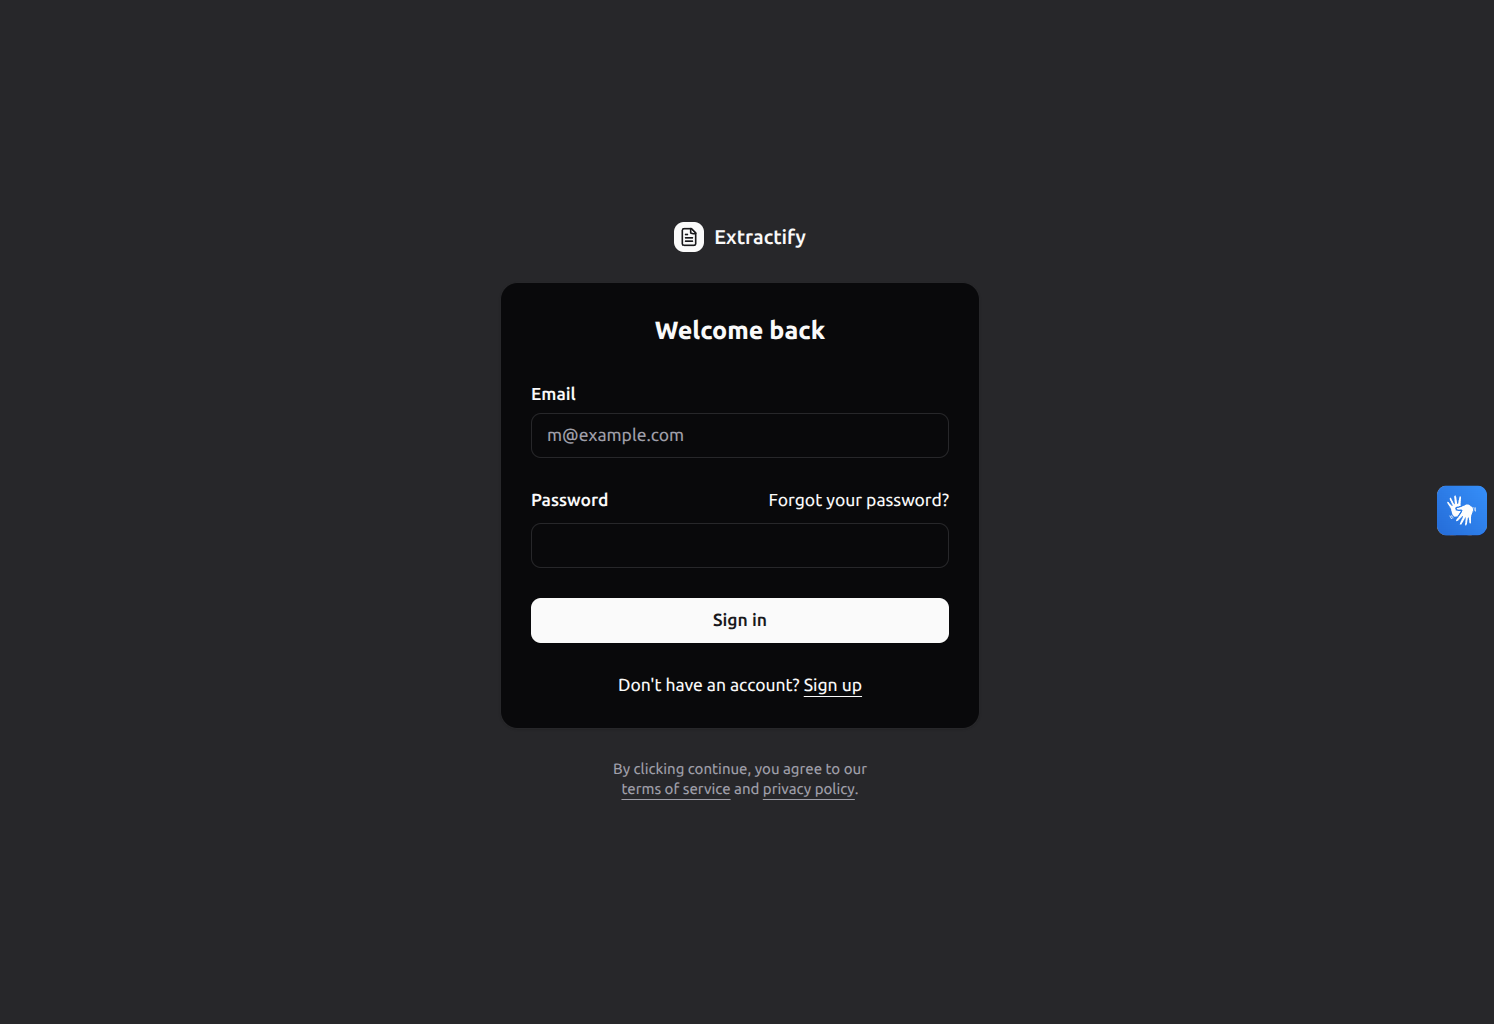 Extractify
Welcome back
Email
m@example.com
Password
Forgot your password?
Sign in
Don't have an account? Sign up
By clicking continue, you agree to our
terms of service and privacy policy.